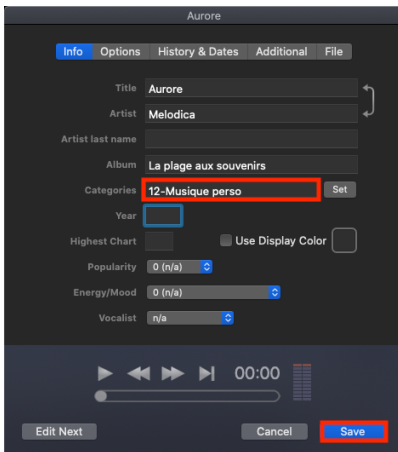 Aurore
Info Options History & Dates Additional File
Title Aurore
Artist Melodica
Artist last name
Album La plage aux souvenirs
Categories 12-Musique perso Set
Year
Highest Chart Use Display Color
Popularity 0 (n/a)
Energy/Mood 0 (n/a)
Vocalist n/a
00:00
Edit Next Cancel Save